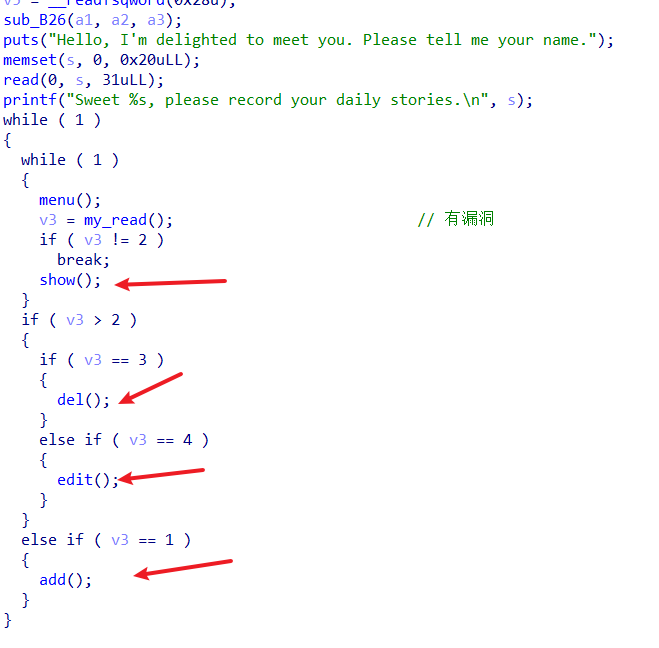 v5 = __readfsqword(0x28u);
sub_B26(a1, a2, a3);
puts("Hello, I'm delighted to meet you. Please tell me your name.");
memset(s, 0, 0x20uLL);
read(0, s, 31uLL);
printf("Sweet %s, please record your daily stories.\n", s);
while ( 1 )
{
while ( 1 )
{
menu();
v3 = my_read(); // 有漏洞
if ( v3 != 2 )
break;
show();
}
if ( v3 > 2 )
{
if ( v3 == 3 )
{
del();
}
else if ( v3 == 4 )
{
edit();
}
}
else if ( v3 == 1 )
{
add();
}
}